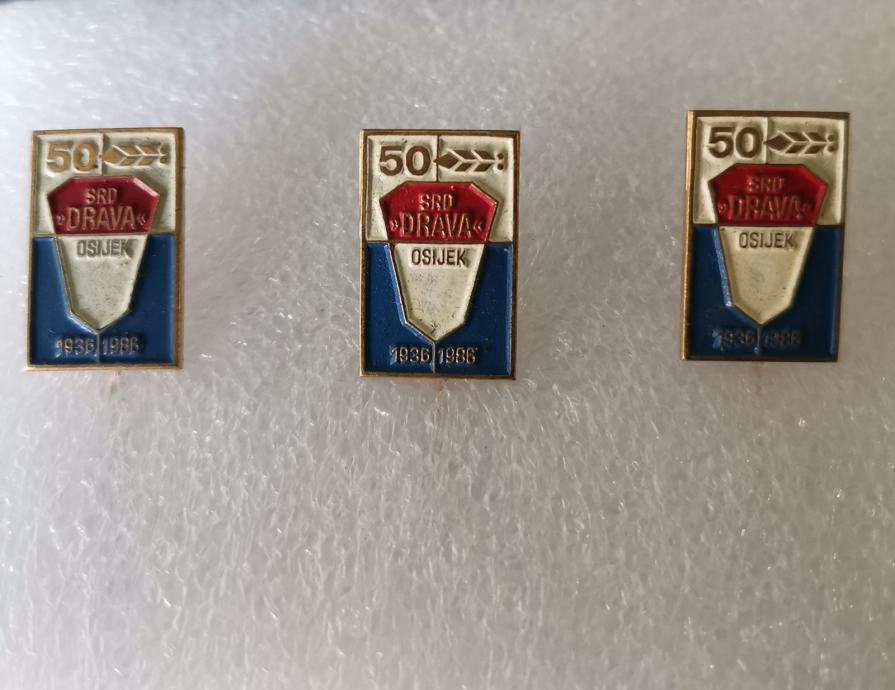 50
SRD
»DRAVA«
OSIJEK
1936 1986
50
SRD
»DRAVA«
OSIJEK
1936 1986
50
SRD
»DRAVA«
OSIJEK
1936 1986